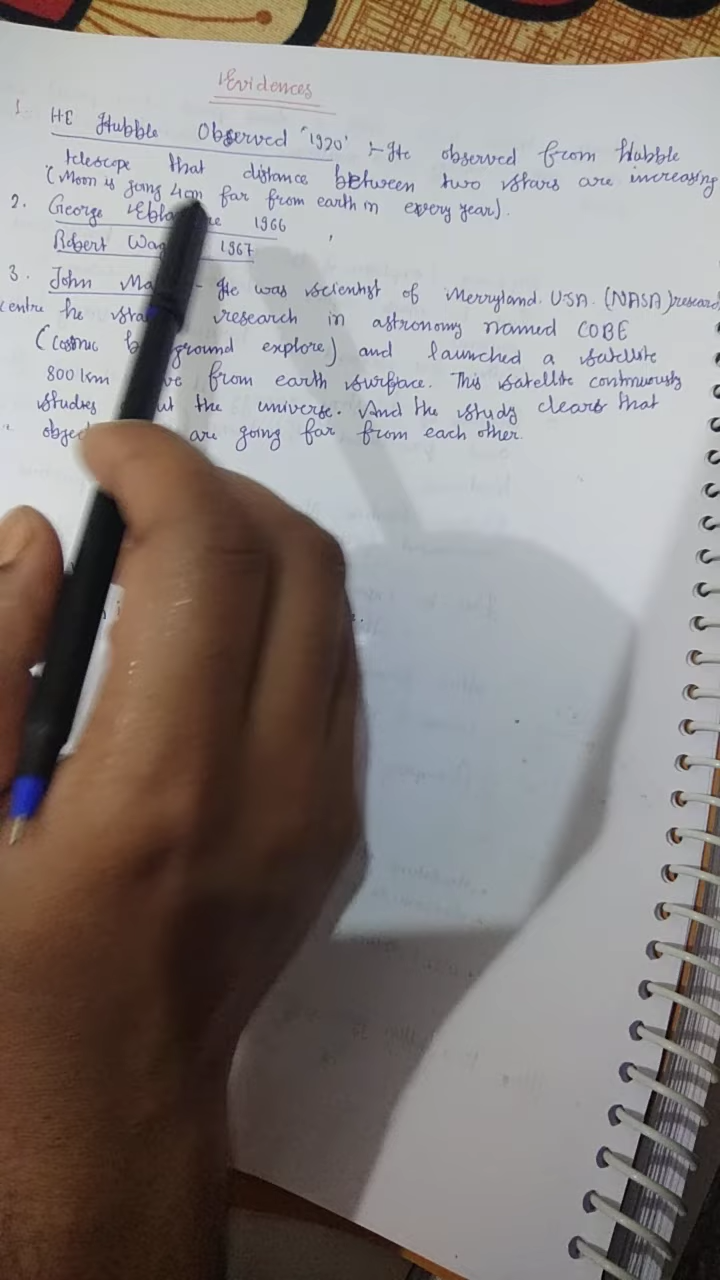 Evidences
1. HE Hubble Observed '1920' :- He observed from Hubble
telescope that distance between two stars are increasing
(Moon is going 4cm far from earth in every year).
2. George 1966
Robert 1967
3. John - He was scientist of Merryland. USA. (NASA) research
centre he research in astronomy named COBE
(Cosmic ground explore) and launched a satellite
800 km from earth surface. This satellite continuously
studies the universe. And the study clears that
are going far from each other.